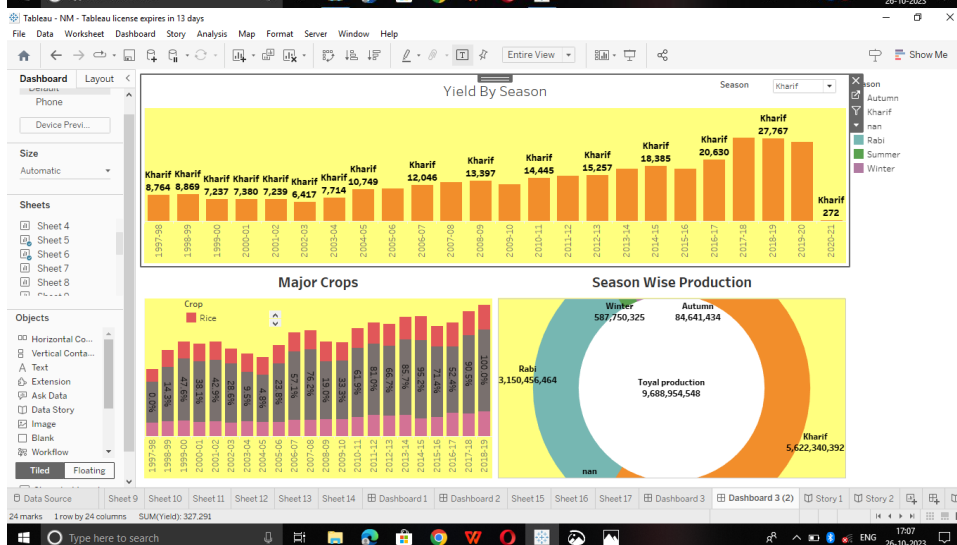 26-10-2023
Tableau - NM - Tableau license expires in 13 days
File Data Worksheet Dashboard Story Analysis Map Format Server Window Help
Entire View
Show Me
Dashboard Layout
Default
Phone
Device Previ...
Size
Automatic
Sheets
Sheet 4
Sheet 5
Sheet 6
Sheet 7
Sheet 8
Objects
Horizontal Co...
Vertical Conta...
Text
Extension
Ask Data
Data Story
Image
Blank
Workflow
Tiled Floating
Yield By Season
Season Kharif
Kharif 8,764
Kharif 8,869
Kharif 7,237
Kharif 7,380
Kharif 7,239
Kharif 6,417
Kharif 7,714
Kharif 10,749
Kharif 12,046
Kharif 13,397
Kharif 14,445
Kharif 15,257
Kharif 18,385
Kharif 20,630
Kharif 27,767
Kharif 272
1997-98 1998-99 1999-00 2000-01 2001-02 2002-03 2003-04 2004-05 2005-06 2006-07 2007-08 2008-09 2009-10 2010-11 2011-12 2012-13 2013-14 2014-15 2015-16 2016-17 2017-18 2018-19 2019-20 2020-21
Autumn
Kharif
nan
Rabi
Summer
Winter
Major Crops
Crop
Rice
0.0% 14.3% 47.6% 38.1% 42.9% 28.6% 9.5% 4.8% 23.8% 57.1% 76.2% 19.0% 33.3% 61.9% 81.0% 66.7% 85.7% 95.2% 71.4% 52.4% 90.5% 100.0%
1997-98 1998-99 1999-00 2000-01 2001-02 2002-03 2003-04 2004-05 2005-06 2006-07 2007-08 2008-09 2009-10 2010-11 2011-12 2012-13 2013-14 2014-15 2015-16 2016-17 2017-18 2018-19
Season Wise Production
Winter
587,750,325
Autumn
84,641,434
Rabi
3,150,456,464
Toyal production
9,688,954,548
Kharif
5,622,340,392
nan
Data Source Sheet 9 Sheet 10 Sheet 11 Sheet 12 Sheet 13 Sheet 14 Dashboard 1 Dashboard 2 Sheet 15 Sheet 16 Sheet 17 Dashboard 3 Dashboard 3 (2) Story 1 Story 2
24 marks 1 row by 24 columns SUM(Yield): 327,291
Type here to search
ENG
17:07
26-10-2023